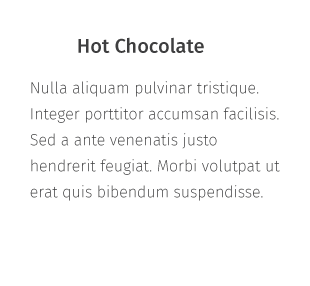 Hot Chocolate
Nulla aliquam pulvinar tristique.
Integer porttitor accumsan facilisis.
Sed a ante venenatis justo
hendrerit feugiat. Morbi volutpat ut
erat quis bibendum suspendisse.